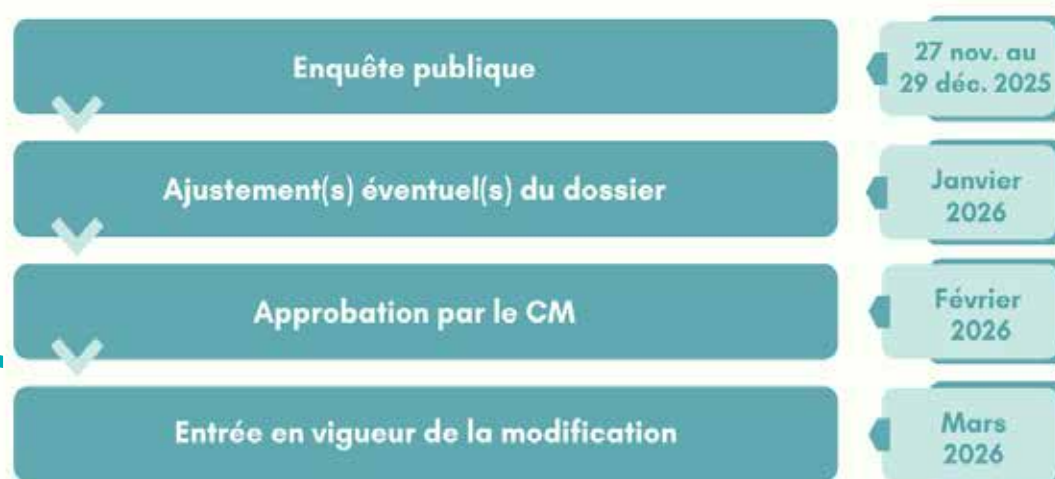 Enquête publique
27 nov. au
29 déc. 2025
Ajustement(s) éventuel(s) du dossier
Janvier
2026
Approbation par le CM
Février
2026
Entrée en vigueur de la modification
Mars
2026